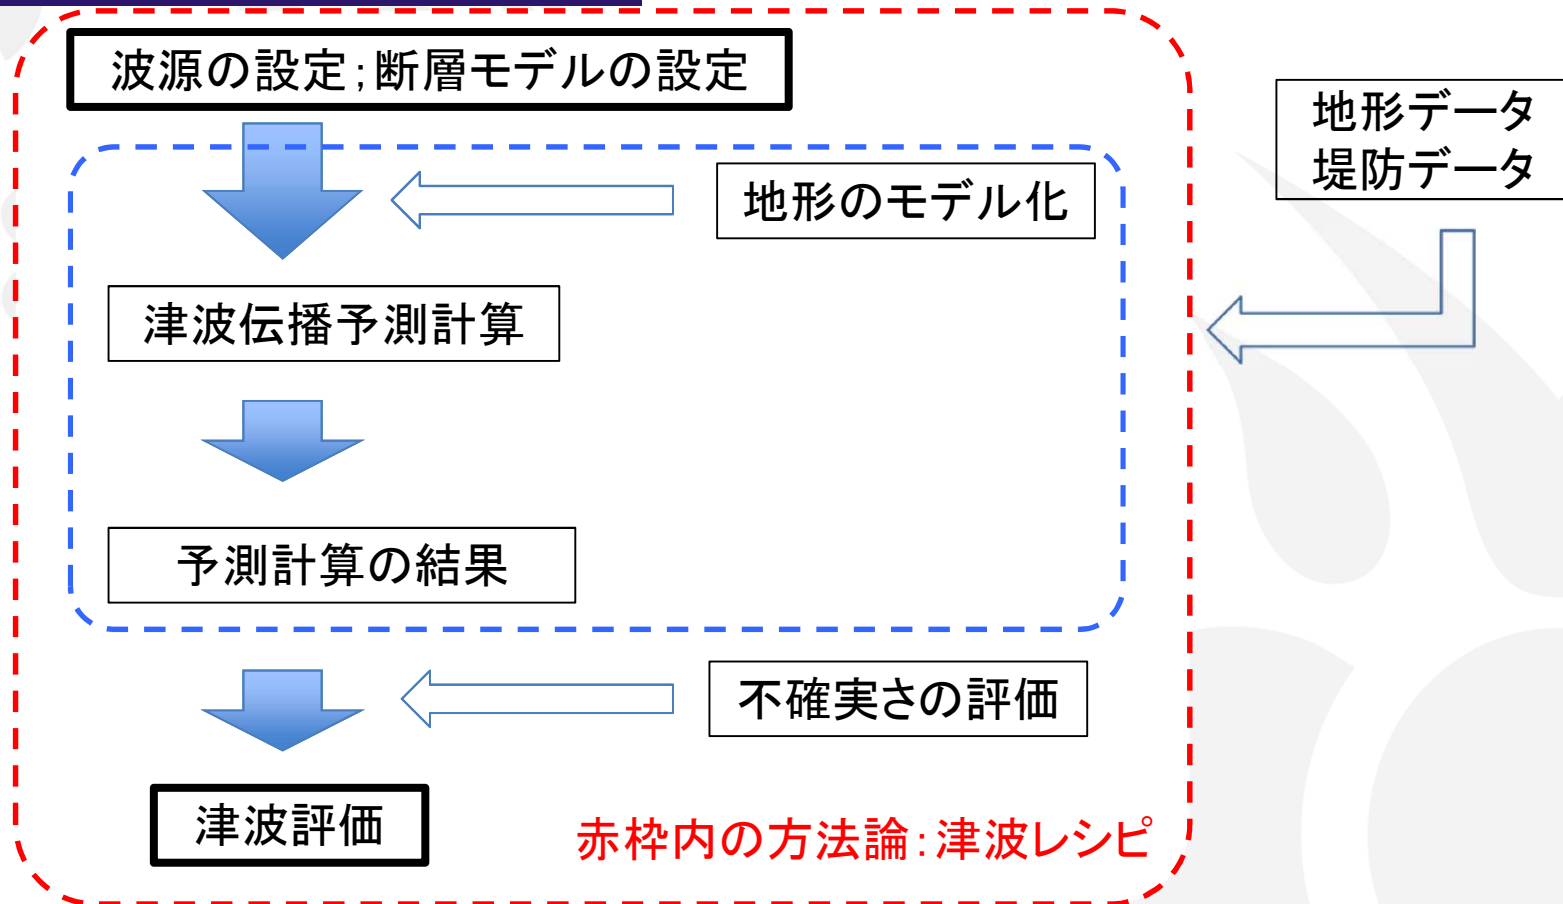 波源の設定;断層モデルの設定
地形データ
堤防データ
地形のモデル化
津波伝播予測計算
予測計算の結果
不確実さの評価
津波評価
赤枠内の方法論:津波レシピ